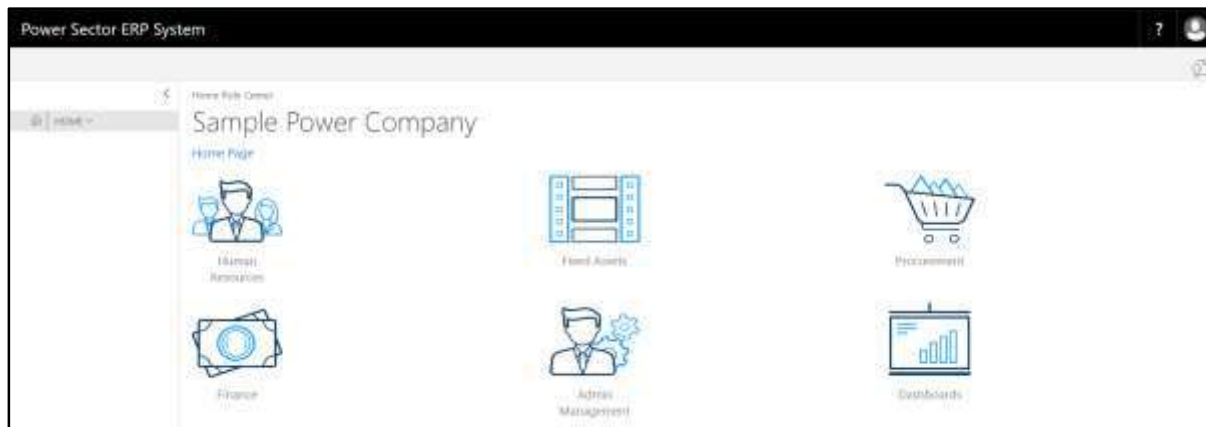 Power Sector ERP System
?
Home Role Center
HOME
Sample Power Company
Home Page
Human
Resources
Fixed Assets
Procurement
Finance
Admin
Management
Dashboards